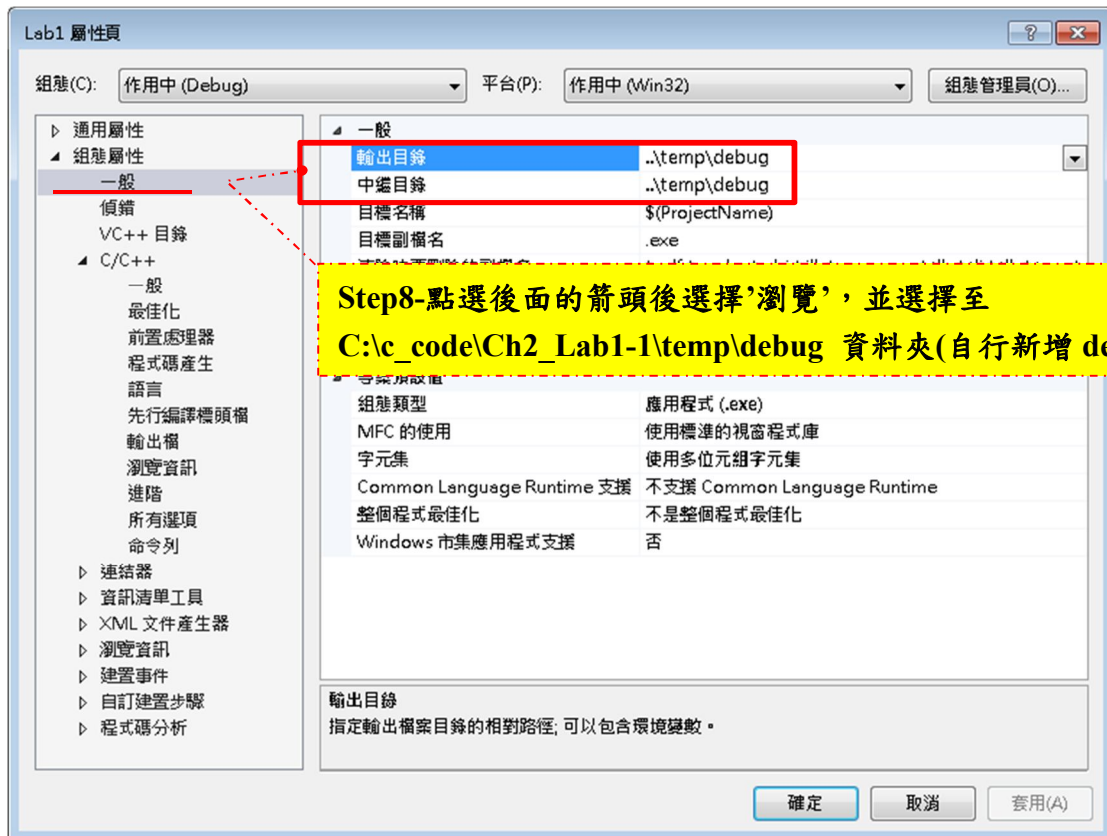 Lab1 屬性頁
組態(C): 作用中 (Debug) 平台(P): 作用中 (Win32) 組態管理員(O)...
通用屬性
組態屬性
一般
偵錯
VC++ 目錄
C/C++
一般
最佳化
前置處理器
程式碼產生
語言
先行編譯標頭檔
輸出檔
瀏覽資訊
進階
所有選項
命令列
連結器
資訊清單工具
XML 文件產生器
瀏覽資訊
建置事件
自訂建置步驟
程式碼分析
一般
輸出目錄 ..\temp\debug
中繼目錄 ..\temp\debug
目標名稱 $(ProjectName)
目標副檔名 .exe
Step8-點選後面的箭頭後選擇’瀏覽’，並選擇至
C:\c_code\Ch2_Lab1-1\temp\debug 資料夾(自行新增 de
專案預設值
組態類型 應用程式 (.exe)
MFC 的使用 使用標準的視窗程式庫
字元集 使用多位元組字元集
Common Language Runtime 支援 不支援 Common Language Runtime
整個程式最佳化 不是整個程式最佳化
Windows 市集應用程式支援 否
輸出目錄
指定輸出檔案目錄的相對路徑; 可以包含環境變數。
確定 取消 套用(A)